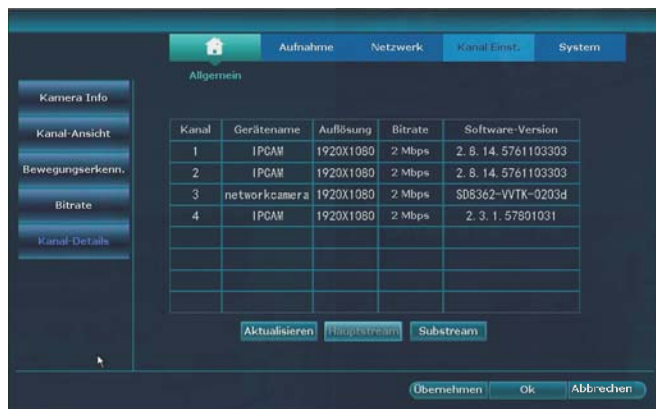 Aufnahme Netzwerk Kanal Einst. System
Allgemein
Kamera Info
Kanal-Ansicht
Bewegungserkenn.
Bitrate
Kanal-Details
Kanal Gerätename Auflösung Bitrate Software-Version
1 IPCAM 1920X1080 2 Mbps 2.8.14.5761103303
2 IPCAM 1920X1080 2 Mbps 2.8.14.5761103303
3 networkcamera 1920X1080 2 Mbps SD8362-VVTK-0203d
4 IPCAM 1920X1080 2 Mbps 2.3.1.57801031
Aktualisieren Hauptstream Substream
Übernehmen Ok Abbrechen